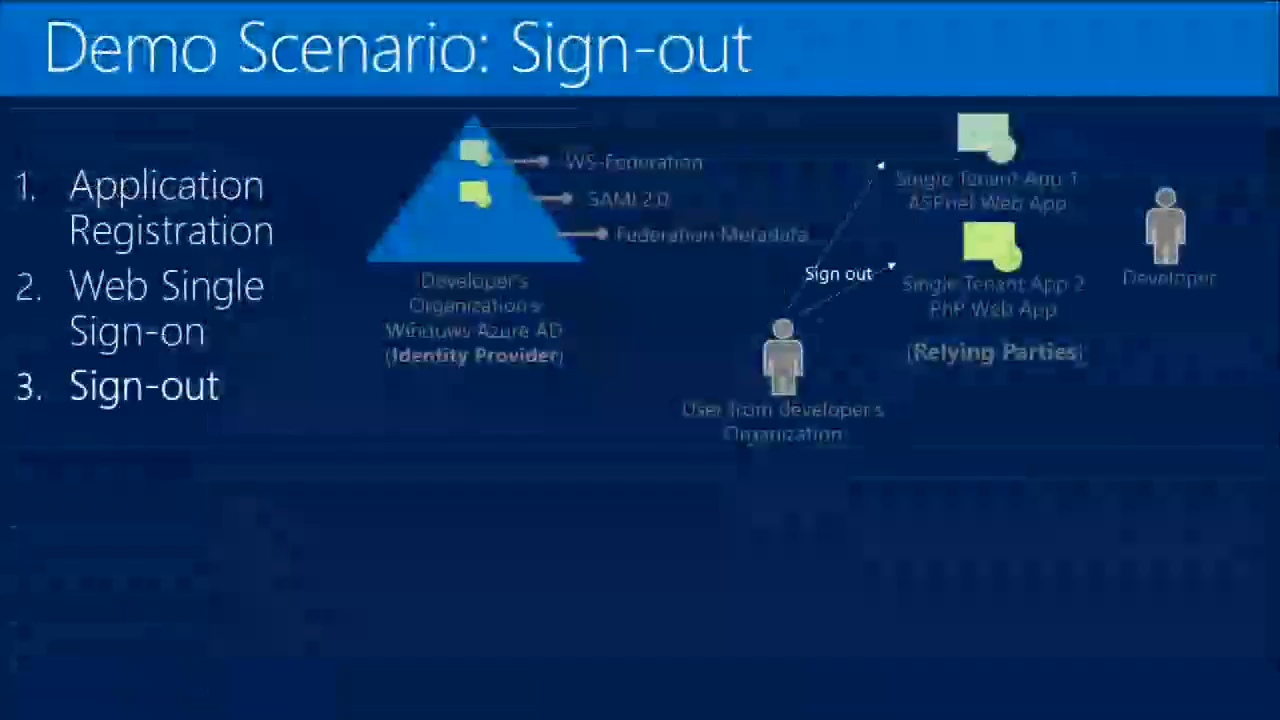 Demo Scenario: Sign-out
1. Application
Registration
2. Web Single
Sign-on
3. Sign-out
WS-Federation
SAML 2.0
Federation Metadata
Developer's
Organization's
Windows Azure AD
(Identity Provider)
Sign out
User from developer's
Organization
Single Tenant App 1
ASP.net Web App
Single Tenant App 2
PhP Web App
(Relying Parties)
Developer